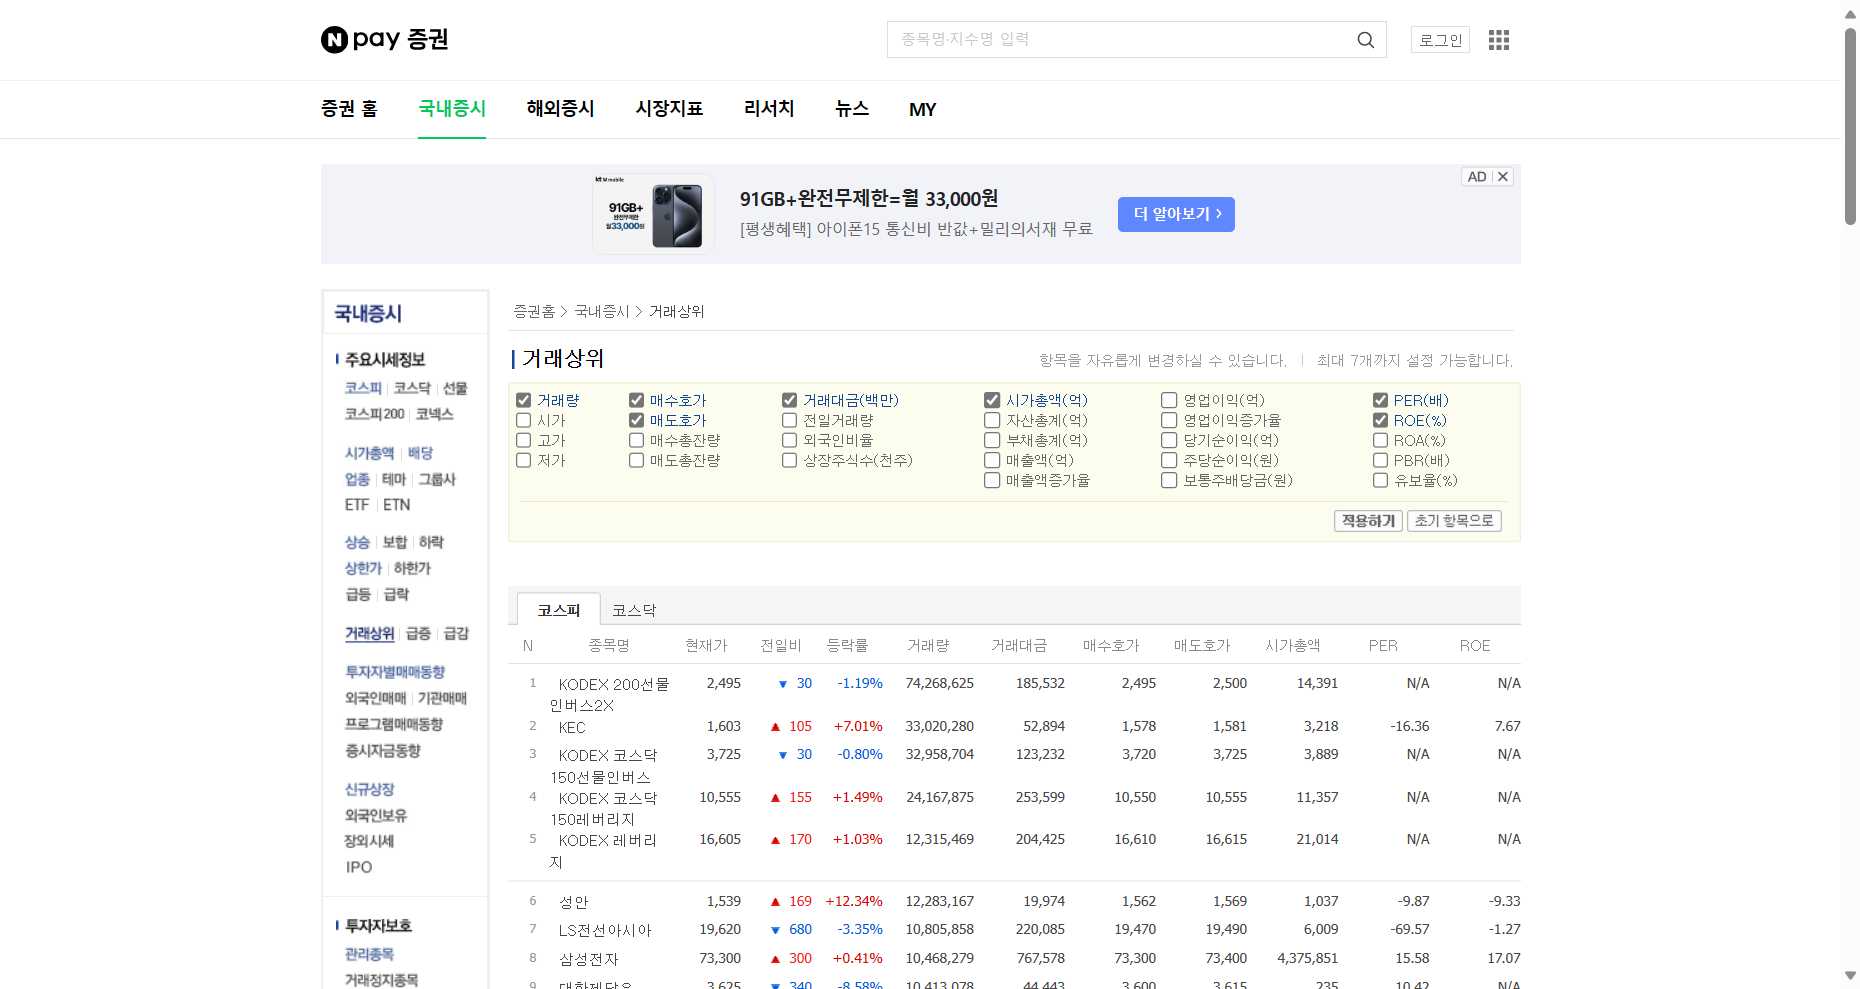 N pay 증권
종목명·지수명 입력
로그인
증권 홈 국내증시 해외증시 시장지표 리서치 뉴스 MY
kt M mobile
91GB+
완전무제한
월33,000원
91GB+완전무제한=월 33,000원
[평생혜택] 아이폰15 통신비 반값+밀리의서재 무료
더 알아보기
AD
국내증시
주요시세정보
코스피 코스닥 선물
코스피200 코넥스
시가총액 배당
업종 테마 그룹사
ETF ETN
상승 보합 하락
상한가 하한가
급등 급락
거래상위 급증 급감
투자자별매매동향
외국인매매 기관매매
프로그램매매동향
증시자금동향
신규상장
외국인보유
장외시세
IPO
투자자보호
관리종목
거래정지종목
증권홈 > 국내증시 > 거래상위
거래상위
항목을 자유롭게 변경하실 수 있습니다. | 최대 7개까지 설정 가능합니다.
거래량 매수호가 거래대금(백만) 시가총액(억) 영업이익(억) PER(배)
시가 매도호가 전일거래량 자산총계(억) 영업이익증가율 ROE(%)
고가 매수총잔량 외국인비율 부채총계(억) 당기순이익(억) ROA(%)
저가 매도총잔량 상장주식수(천주) 매출액(억) 주당순이익(원) PBR(배)
매출액증가율 보통주배당금(원) 유보율(%)
적용하기 초기 항목으로
코스피 코스닥
N 종목명 현재가 전일비 등락률 거래량 거래대금 매수호가 매도호가 시가총액 PER ROE
1 KODEX 200선물 2,495 ▼ 30 -1.19% 74,268,625 185,532 2,495 2,500 14,391 N/A N/A
인버스2X
2 KEC 1,603 ▲ 105 +7.01% 33,020,280 52,894 1,578 1,581 3,218 -16.36 7.67
3 KODEX 코스닥 3,725 ▼ 30 -0.80% 32,958,704 123,232 3,720 3,725 3,889 N/A N/A
150선물인버스
4 KODEX 코스닥 10,555 ▲ 155 +1.49% 24,167,875 253,599 10,550 10,555 11,357 N/A N/A
150레버리지
5 KODEX 레버리 16,605 ▲ 170 +1.03% 12,315,469 204,425 16,610 16,615 21,014 N/A N/A
지
6 성안 1,539 ▲ 169 +12.34% 12,283,167 19,974 1,562 1,569 1,037 -9.87 -9.33
7 LS전선아시아 19,620 ▼ 680 -3.35% 10,805,858 220,085 19,470 19,490 6,009 -69.57 -1.27
8 삼성전자 73,300 ▲ 300 +0.41% 10,468,279 767,578 73,300 73,400 4,375,851 15.58 17.07
9 대한제당우 3,625 ▼ 340 -8.58% 10,413,078 44,443 3,600 3,615 235 10.42 N/A